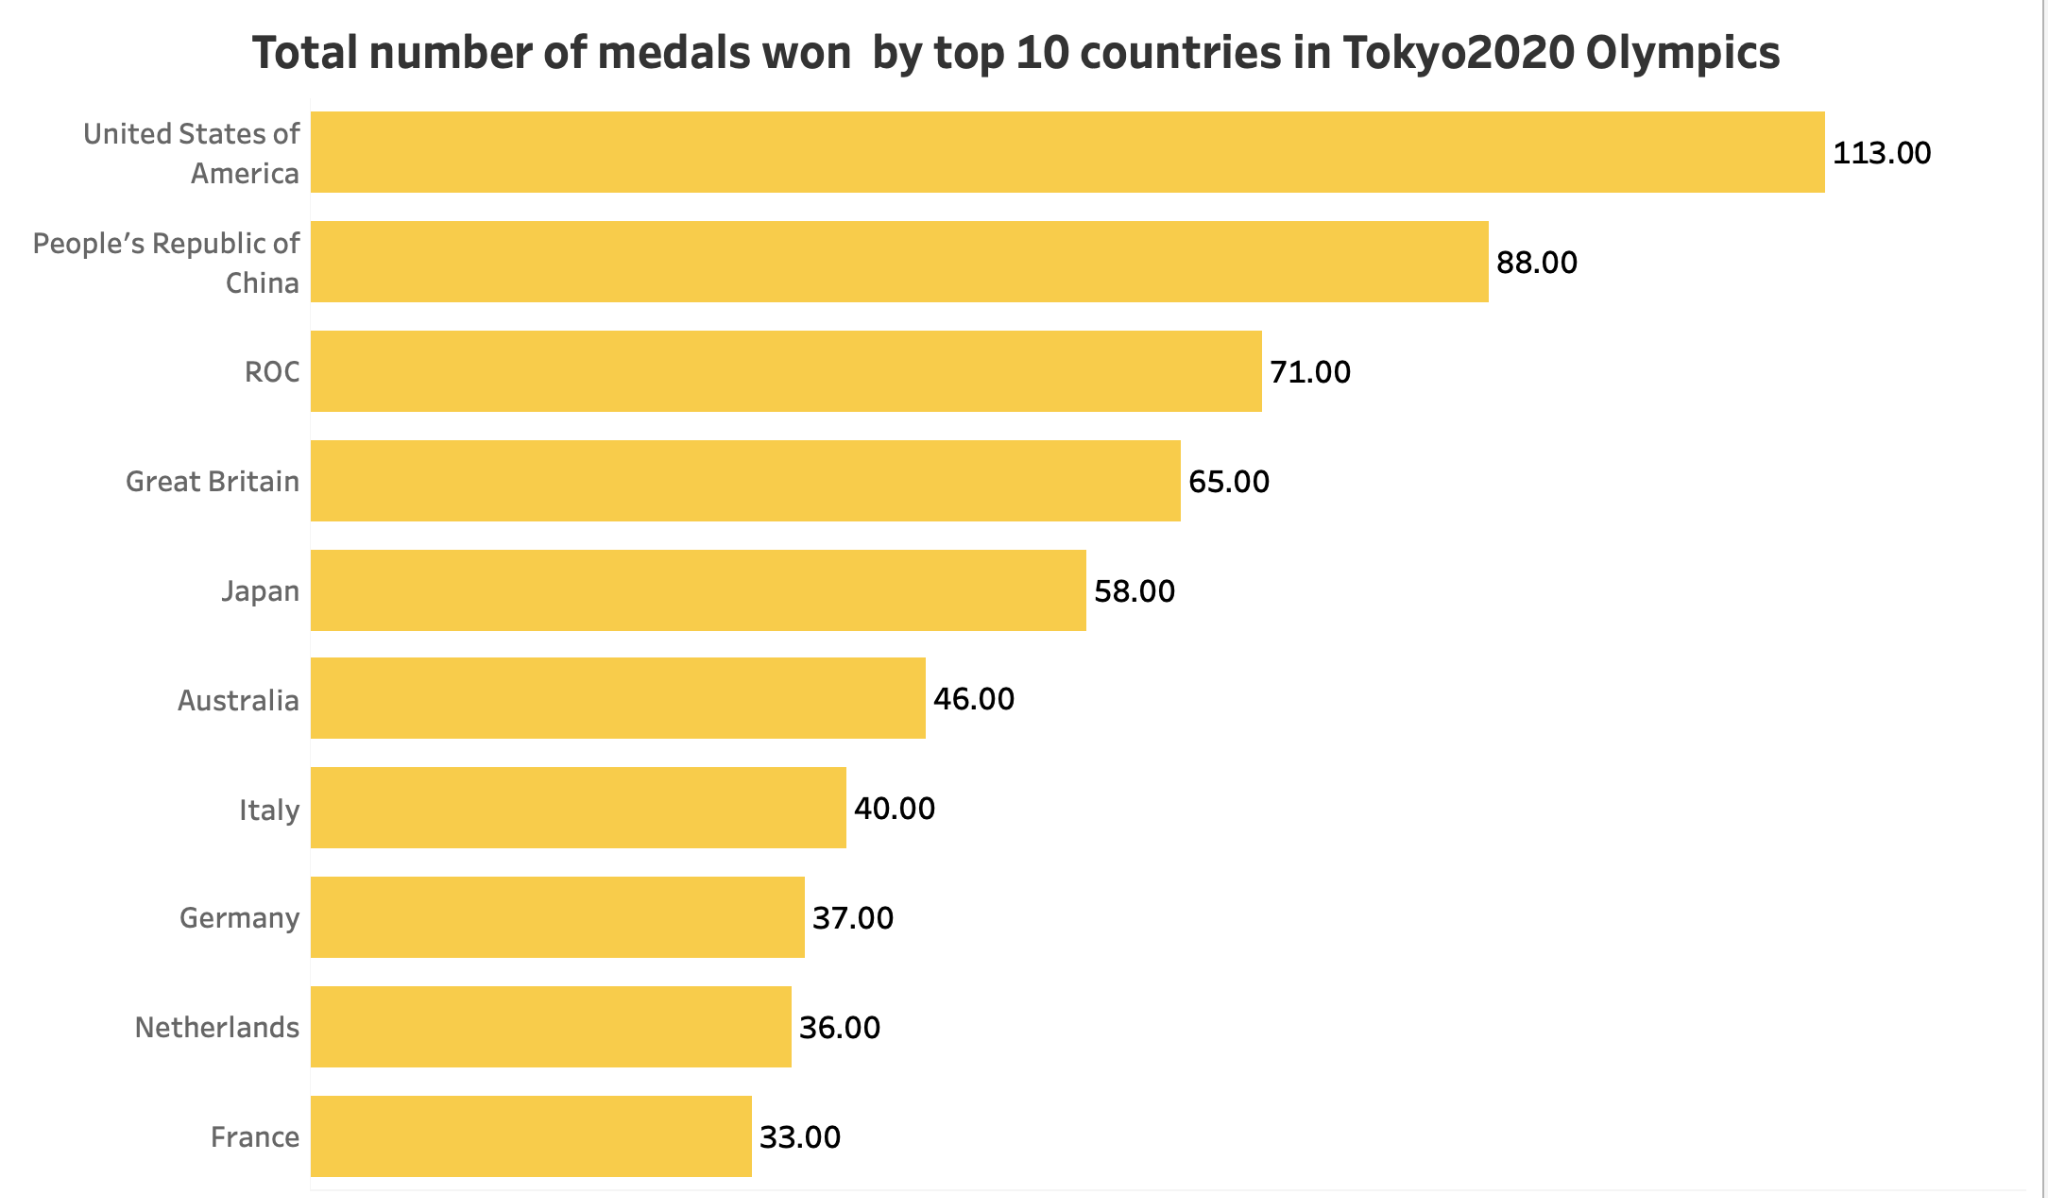 Total number of medals won  by top 10 countries in Tokyo2020 Olympics
United States of
America
113.00
People’s Republic of
China
88.00
ROC
71.00
Great Britain
65.00
Japan
58.00
Australia
46.00
Italy
40.00
Germany
37.00
Netherlands
36.00
France
33.00